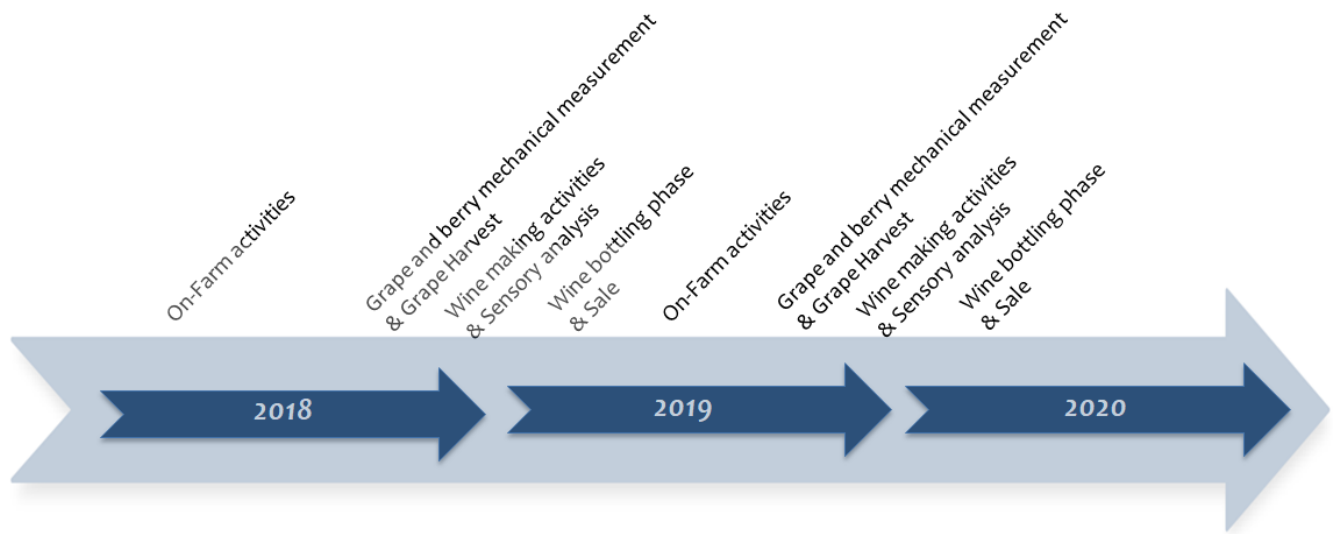 On-Farm activities
Grape and berry mechanical measurement
& Grape Harvest
Wine making activities
& Sensory analysis
Wine bottling phase
& Sale
On-Farm activities
Grape and berry mechanical measurement
& Grape Harvest
Wine making activities
& Sensory analysis
Wine bottling phase
& Sale
2018
2019
2020